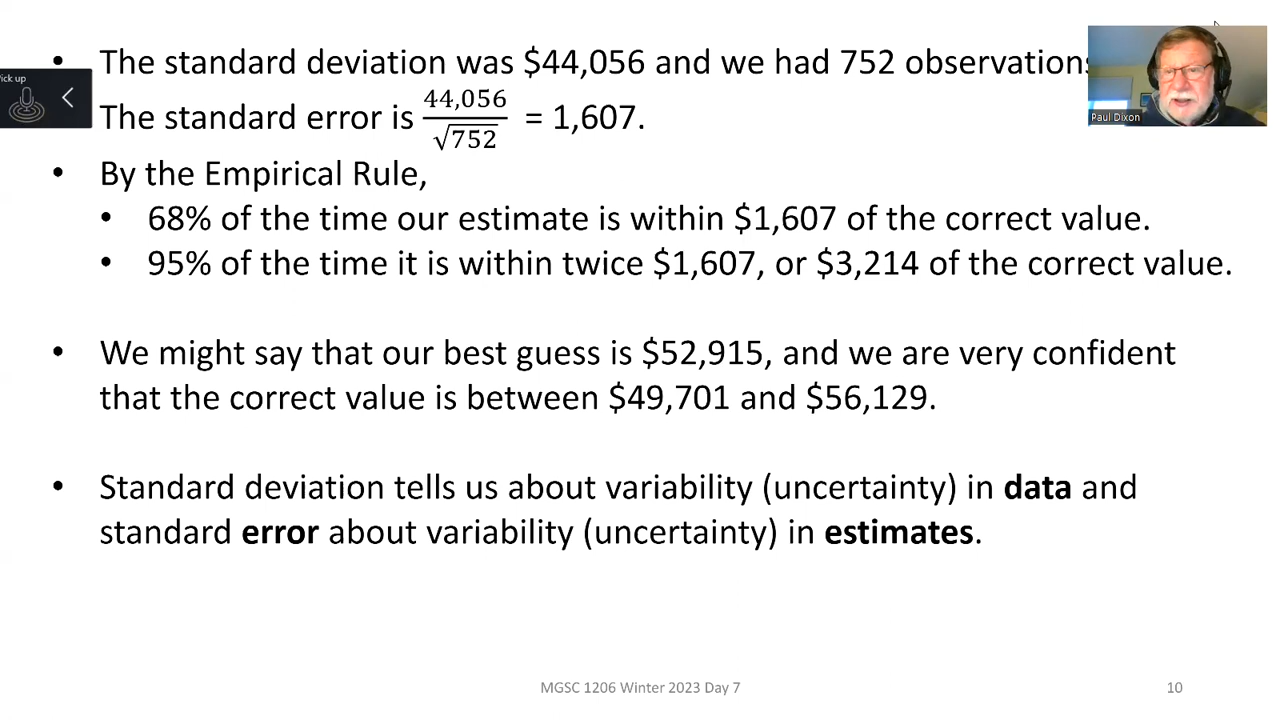 • The standard deviation was $44,056 and we had 752 observations
Pick up
The standard error is 44,056/√752 = 1,607.
Paul Dixon
• By the Empirical Rule,
• 68% of the time our estimate is within $1,607 of the correct value.
• 95% of the time it is within twice $1,607, or $3,214 of the correct value.
• We might say that our best guess is $52,915, and we are very confident
that the correct value is between $49,701 and $56,129.
• Standard deviation tells us about variability (uncertainty) in data and
standard error about variability (uncertainty) in estimates.
MGSC 1206 Winter 2023 Day 7
10